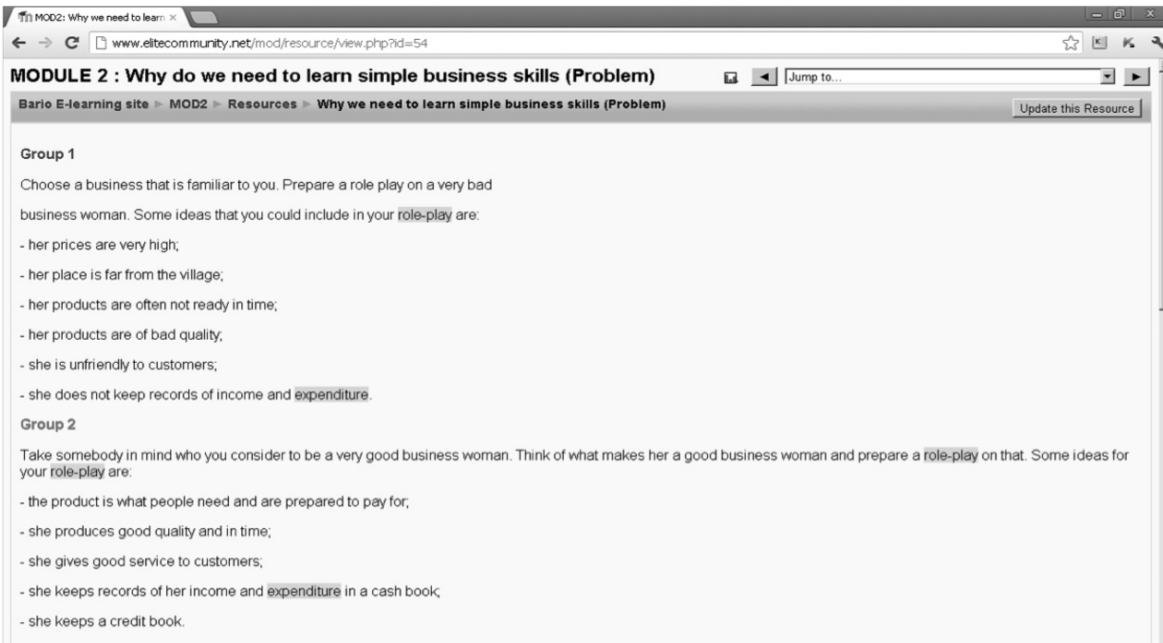 MOD2: Why we need to learn
www.elitecommunity.net/mod/resource/view.php?id=54
MODULE 2 : Why do we need to learn simple business skills (Problem)
Jump to...
Bario E-learning site ► MOD2 ► Resources ► Why we need to learn simple business skills (Problem)
Update this Resource
Group 1
Choose a business that is familiar to you. Prepare a role play on a very bad
business woman. Some ideas that you could include in your role-play are:
- her prices are very high;
- her place is far from the village;
- her products are often not ready in time;
- her products are of bad quality;
- she is unfriendly to customers;
- she does not keep records of income and expenditure.
Group 2
Take somebody in mind who you consider to be a very good business woman. Think of what makes her a good business woman and prepare a role-play on that. Some ideas for
your role-play are:
- the product is what people need and are prepared to pay for;
- she produces good quality and in time;
- she gives good service to customers;
- she keeps records of her income and expenditure in a cash book;
- she keeps a credit book.